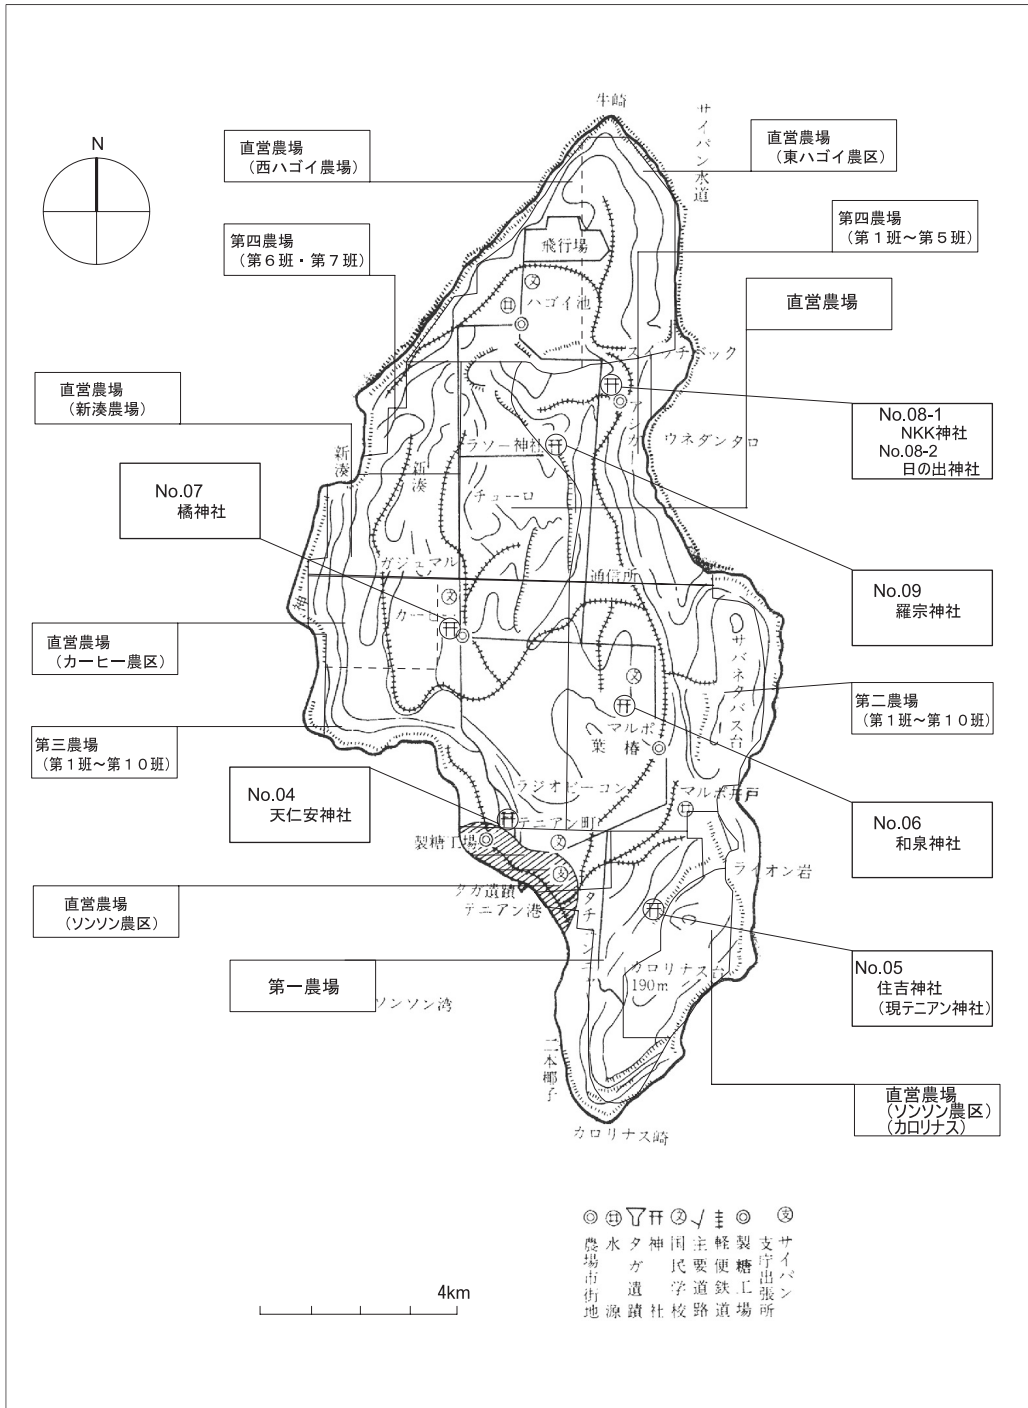 牛崎
サイパン水道
N
直営農場
（西ハゴイ農場）
直営農場
（東ハゴイ農区）
第四農場
（第６班・第７班）
第四農場
（第１班～第５班）
飛行場
文
ハゴイ池
直営農場
スイッチバック
直営農場
（新湊農場）
アシーガ
ウネダンタロ
No.08-1
NKK神社
No.08-2
日の出神社
ラソー神社
新湊
新湊
No.07
橘神社
チューロ
ガジュマル
通信所
No.09
羅宗神社
文
カーヒー
直営農場
（カーヒー農区）
サバネタバス台
文
第二農場
（第１班～第１０班）
マルポ
葉椿
第三農場
（第１班～第１０班）
ラジオビーコン
マルポ井戸
No.04
天仁安神社
テニアン町
製糖工場
文
No.06
和泉神社
支
ライオン岩
タガ遺蹟
テニアン港
直営農場
（ソンソン農区）
第一農場
カロリナス台
190m
No.05
住吉神社
（現テニアン神社）
ソンソン湾
二本椰子
直営農場
（ソンソン農区）
（カロリナス）
カロリナス崎
農場市街地
水源
タガ遺蹟
神社
文
国民学校
主要道路
軽便鉄道
製糖工場
支
サイパン
支庁出張所
4km